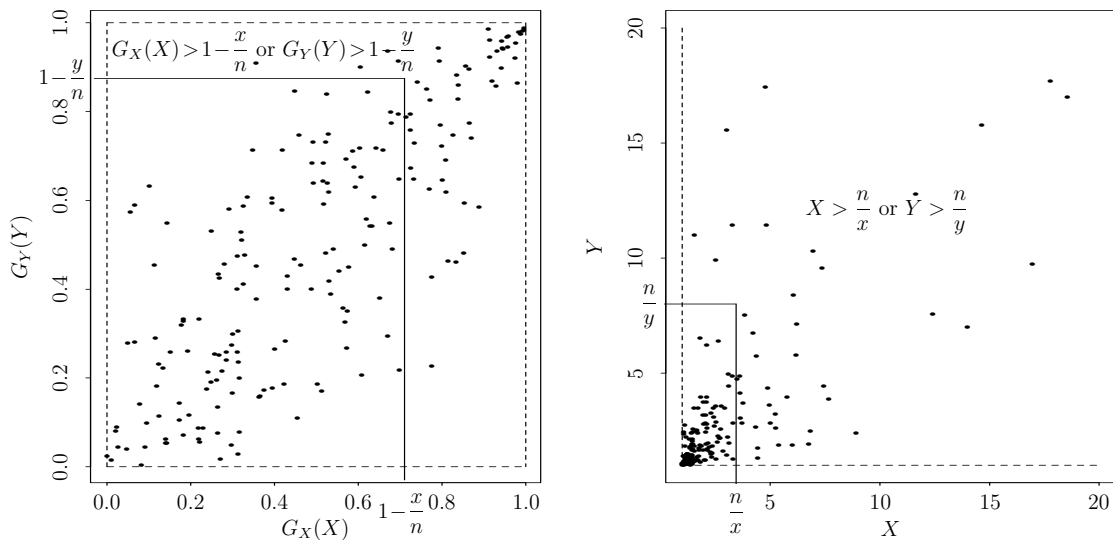 1.0
0.8
0.6
0.4
0.2
0.0
G_Y(Y)
1−y/n
G_X(X)>1−x/n or G_Y(Y)>1−y/n
0.0 0.2 0.4 0.6 0.8 1.0
1−x/n
G_X(X)
20
15
10
5
Y
n/y
X > n/x or Y > n/y
5 10 15 20
n/x
X